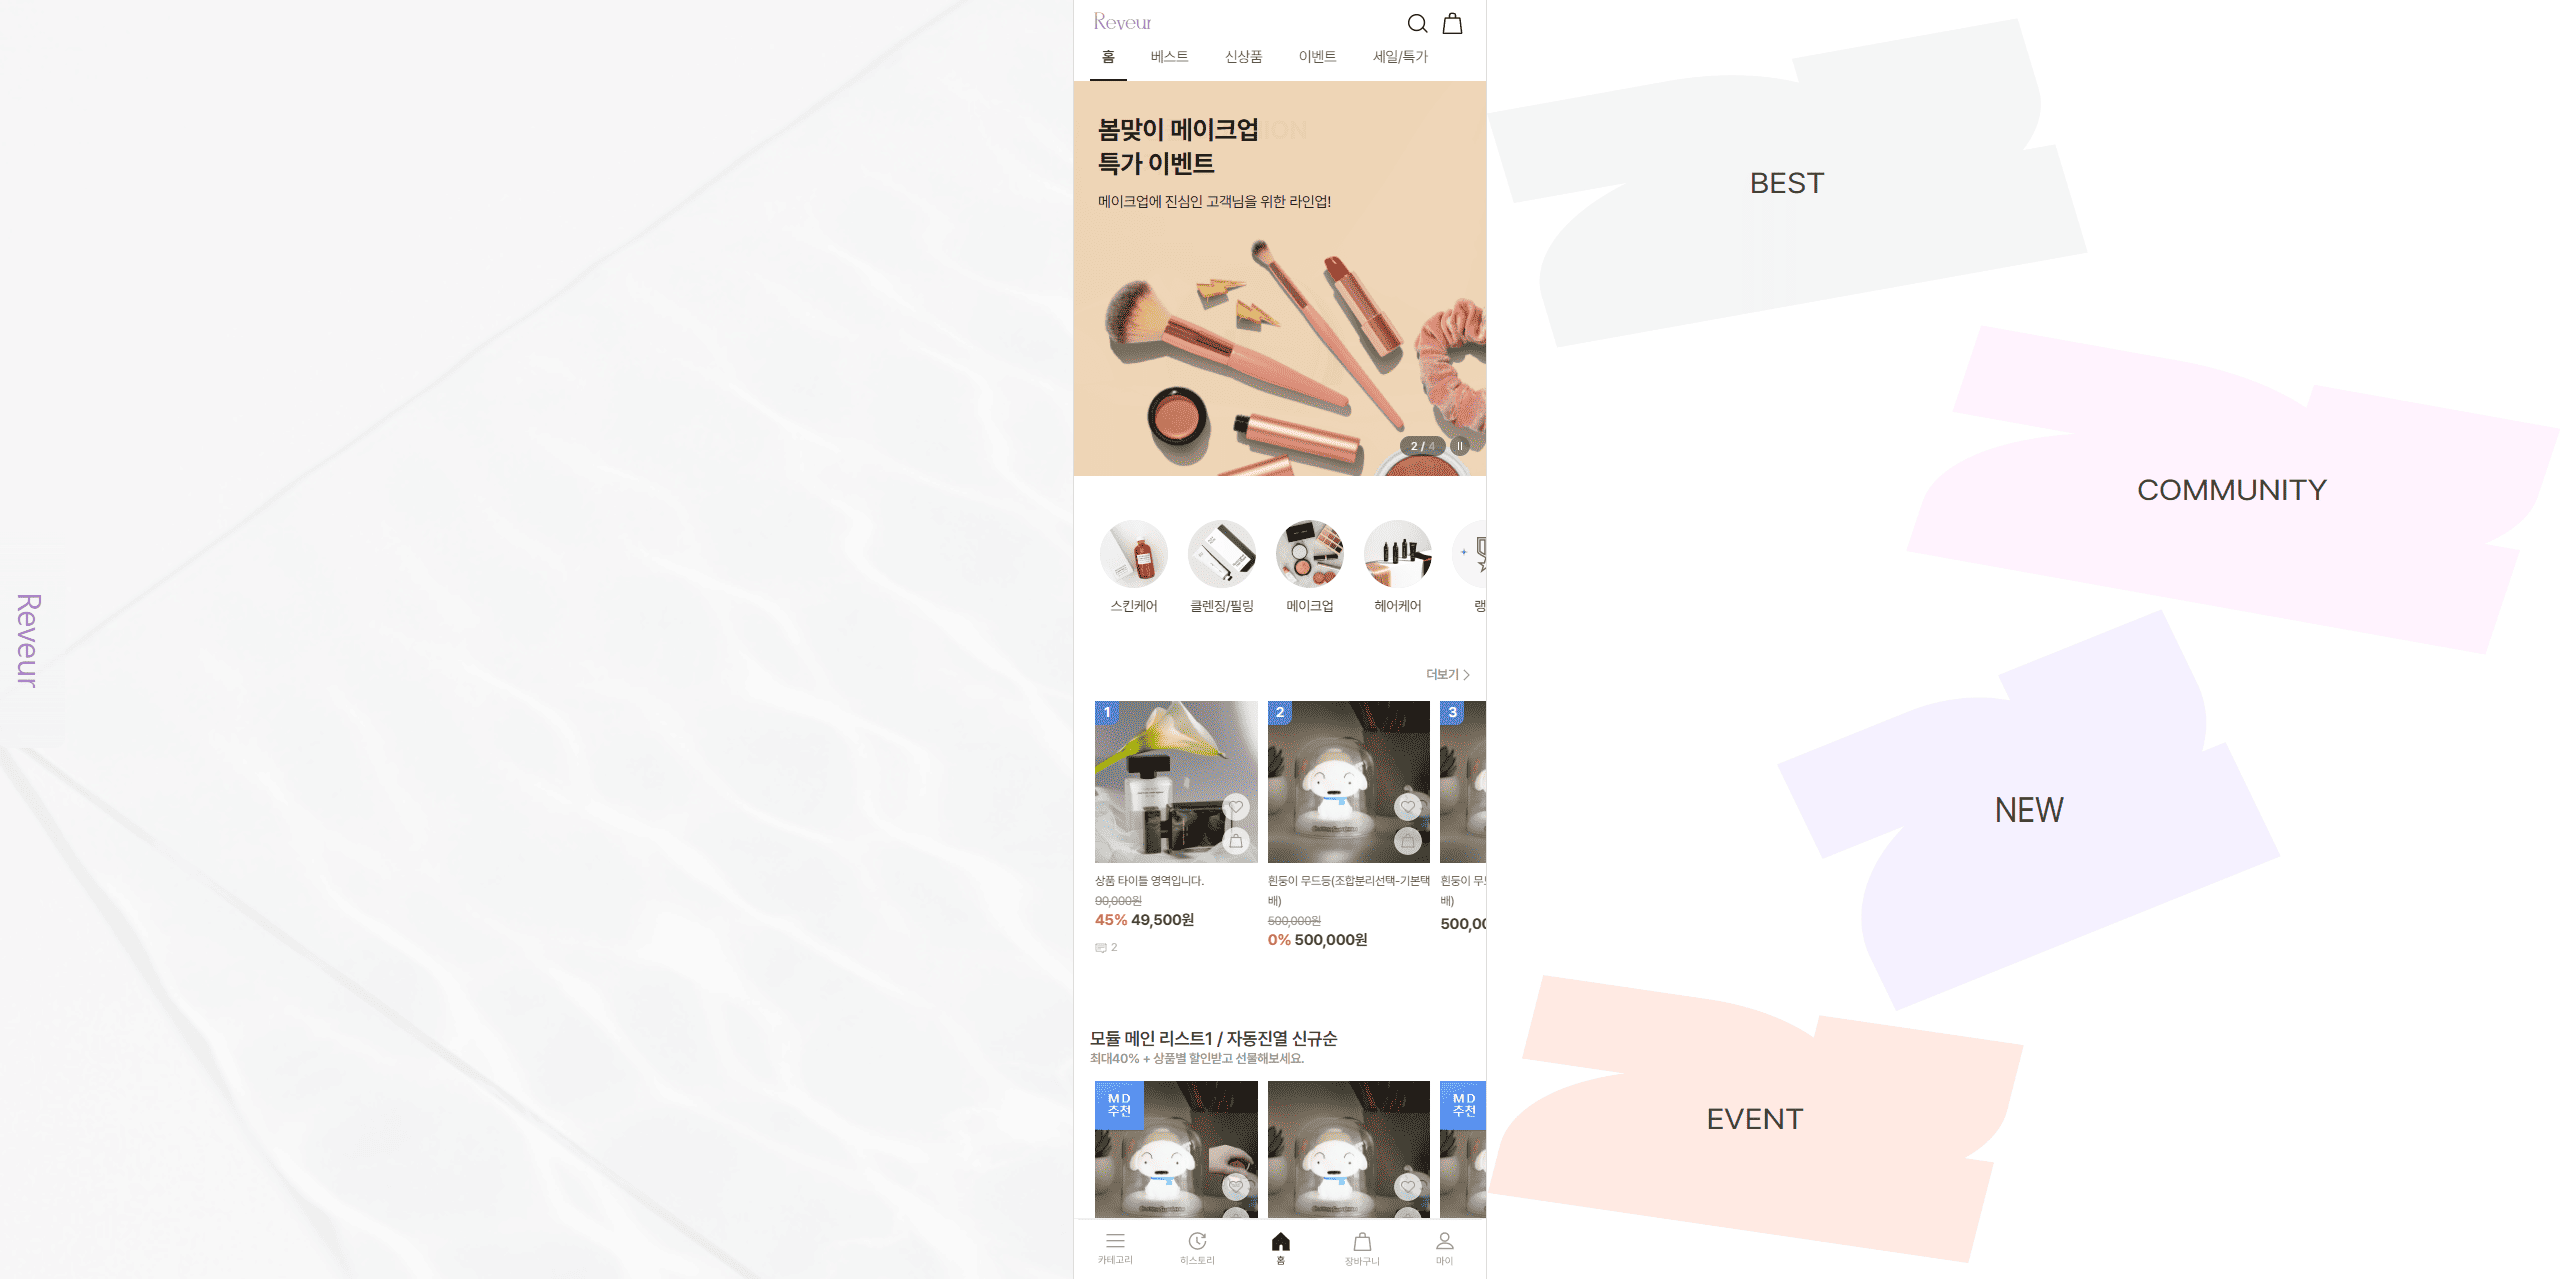 Reveur
Reveur
홈
베스트
신상품
이벤트
세일/특가
봄맞이 메이크업
특가 이벤트
메이크업에 진심인 고객님을 위한 라인업!
2 / 4
스킨케어
클렌징/필링
메이크업
헤어케어
랭
더보기
1
2
3
상품 타이틀 영역입니다.
90,000원
45% 49,500원
2
흰둥이 무드등(조합분리선택-기본택
배)
500,000원
0% 500,000원
흰둥이 무드
배)
500,00
모듈 메인 리스트1 / 자동진열 신규순
최대40% + 상품별 할인받고 선물해보세요.
MD
추천
MD
추천
카테고리
히스토리
홈
장바구니
마이
BEST
COMMUNITY
NEW
EVENT